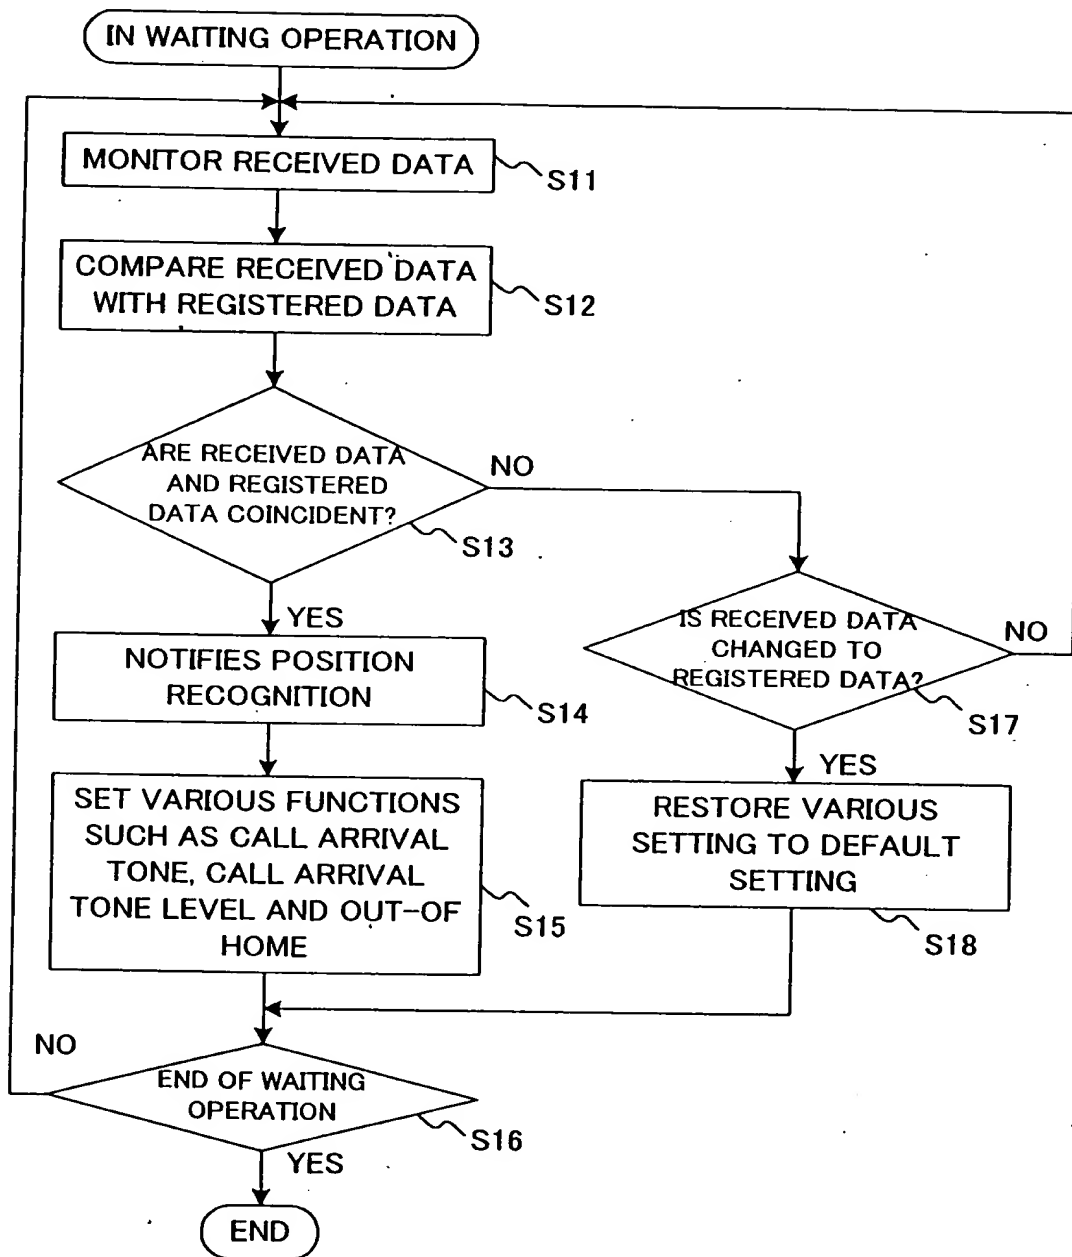 IN WAITING OPERATION
MONITOR RECEIVED DATA
S11
COMPARE RECEIVED DATA
WITH REGISTERED DATA
S12
ARE RECEIVED DATA
AND REGISTERED
DATA COINCIDENT?
NO
S13
YES
IS RECEIVED DATA
CHANGED TO
REGISTERED DATA?
NO
S17
NOTIFIES POSITION
RECOGNITION
S14
YES
SET VARIOUS FUNCTIONS
SUCH AS CALL ARRIVAL
TONE, CALL ARRIVAL
TONE LEVEL AND OUT-OF
HOME
S15
RESTORE VARIOUS
SETTING TO DEFAULT
SETTING
S18
NO
END OF WAITING
OPERATION
S16
YES
END